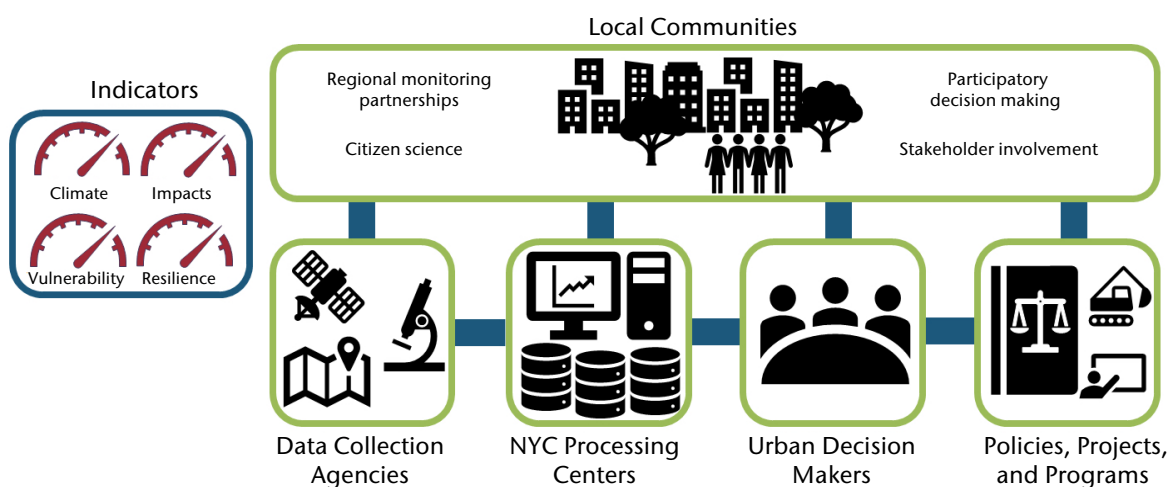 Local Communities
Indicators
Regional monitoring
partnerships
Participatory
decision making
Citizen science
Stakeholder involvement
Climate
Impacts
Vulnerability
Resilience
Data Collection
Agencies
NYC Processing
Centers
Urban Decision
Makers
Policies, Projects,
and Programs